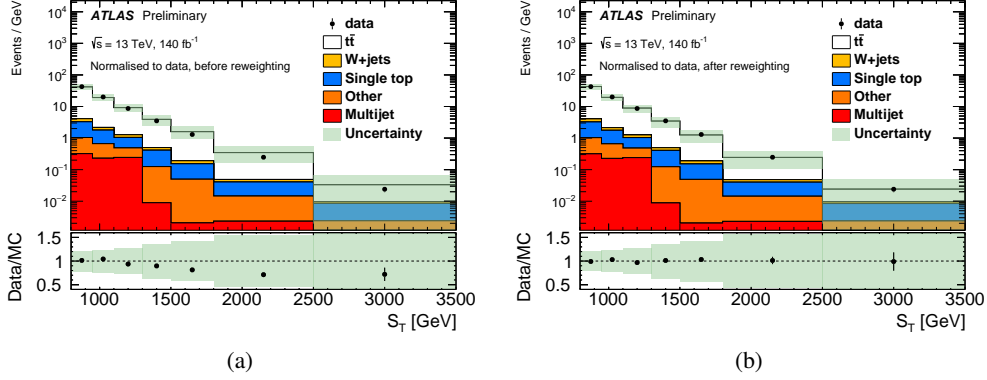 ATLAS Preliminary
√s = 13 TeV, 140 fb⁻¹
Normalised to data, before reweighting
data
tt̄
W+jets
Single top
Other
Multijet
Uncertainty
Events / GeV
10⁴
10³
10²
10
1
10⁻¹
10⁻²
Data/MC
1.5
1
0.5
1000 1500 2000 2500 3000 3500
S_T [GeV]
(a)
ATLAS Preliminary
√s = 13 TeV, 140 fb⁻¹
Normalised to data, after reweighting
data
tt̄
W+jets
Single top
Other
Multijet
Uncertainty
Events / GeV
10⁴
10³
10²
10
1
10⁻¹
10⁻²
Data/MC
1.5
1
0.5
1000 1500 2000 2500 3000 3500
S_T [GeV]
(b)